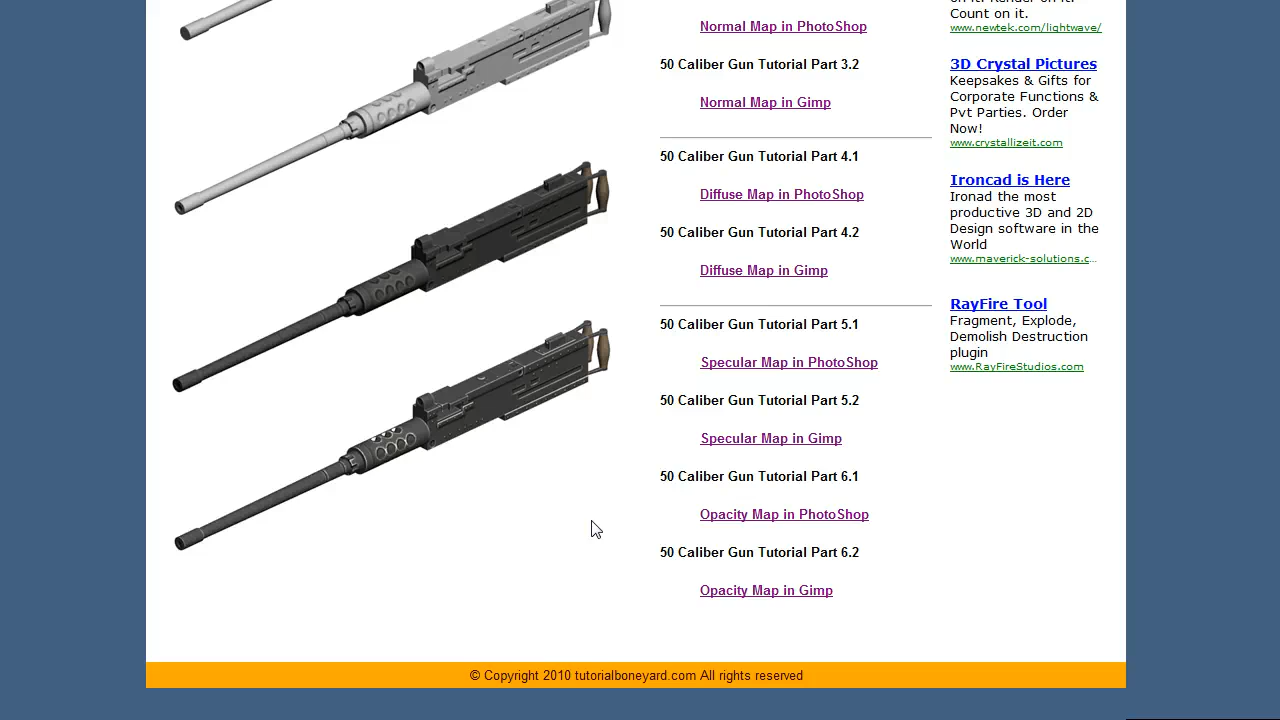 Normal Map in PhotoShop
50 Caliber Gun Tutorial Part 3.2
Normal Map in Gimp
50 Caliber Gun Tutorial Part 4.1
Diffuse Map in PhotoShop
50 Caliber Gun Tutorial Part 4.2
Diffuse Map in Gimp
50 Caliber Gun Tutorial Part 5.1
Specular Map in PhotoShop
50 Caliber Gun Tutorial Part 5.2
Specular Map in Gimp
50 Caliber Gun Tutorial Part 6.1
Opacity Map in PhotoShop
50 Caliber Gun Tutorial Part 6.2
Opacity Map in Gimp
Count on it.
www.newtek.com/lightwave/
3D Crystal Pictures
Keepsakes & Gifts for
Corporate Functions &
Pvt Parties. Order
Now!
www.crystallizeit.com
Ironcad is Here
Ironad the most
productive 3D and 2D
Design software in the
World
www.maverick-solutions.c...
RayFire Tool
Fragment, Explode,
Demolish Destruction
plugin
www.RayFireStudios.com
© Copyright 2010 tutorialboneyard.com All rights reserved